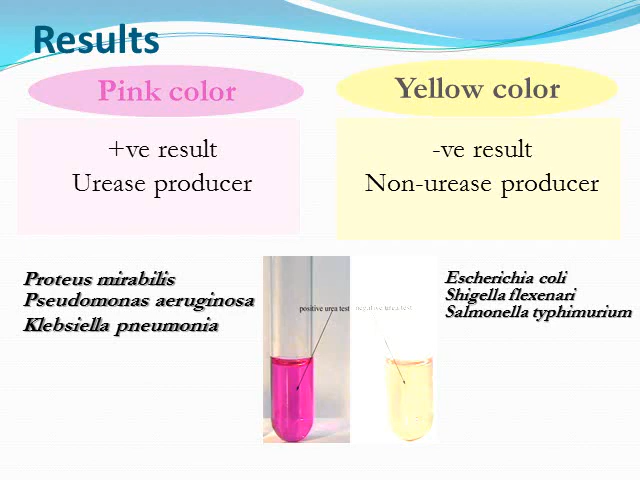 Results
Pink color
Yellow color
+ve result
Urease producer
-ve result
Non-urease producer
Proteus mirabilis
Pseudomonas aeruginosa
Klebsiella pneumonia
positive urea test
negative urea test
Escherichia coli
Shigella flexenari
Salmonella typhimurium